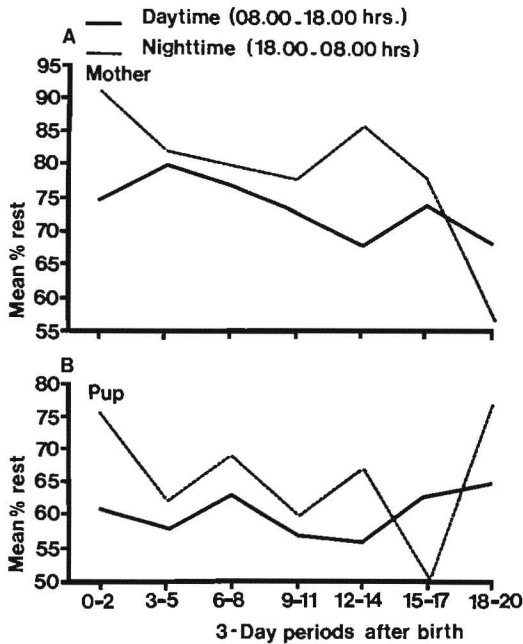 Daytime (08.00-18.00 hrs.)
A
Nighttime (18.00-08.00 hrs)
95
Mother
90
85
80
75
70
65
60
55
Mean % rest
B
80
Pup
75
70
65
60
55
50
Mean % rest
0-2 3-5 6-8 9-11 12-14 15-17 18-20
3-Day periods after birth